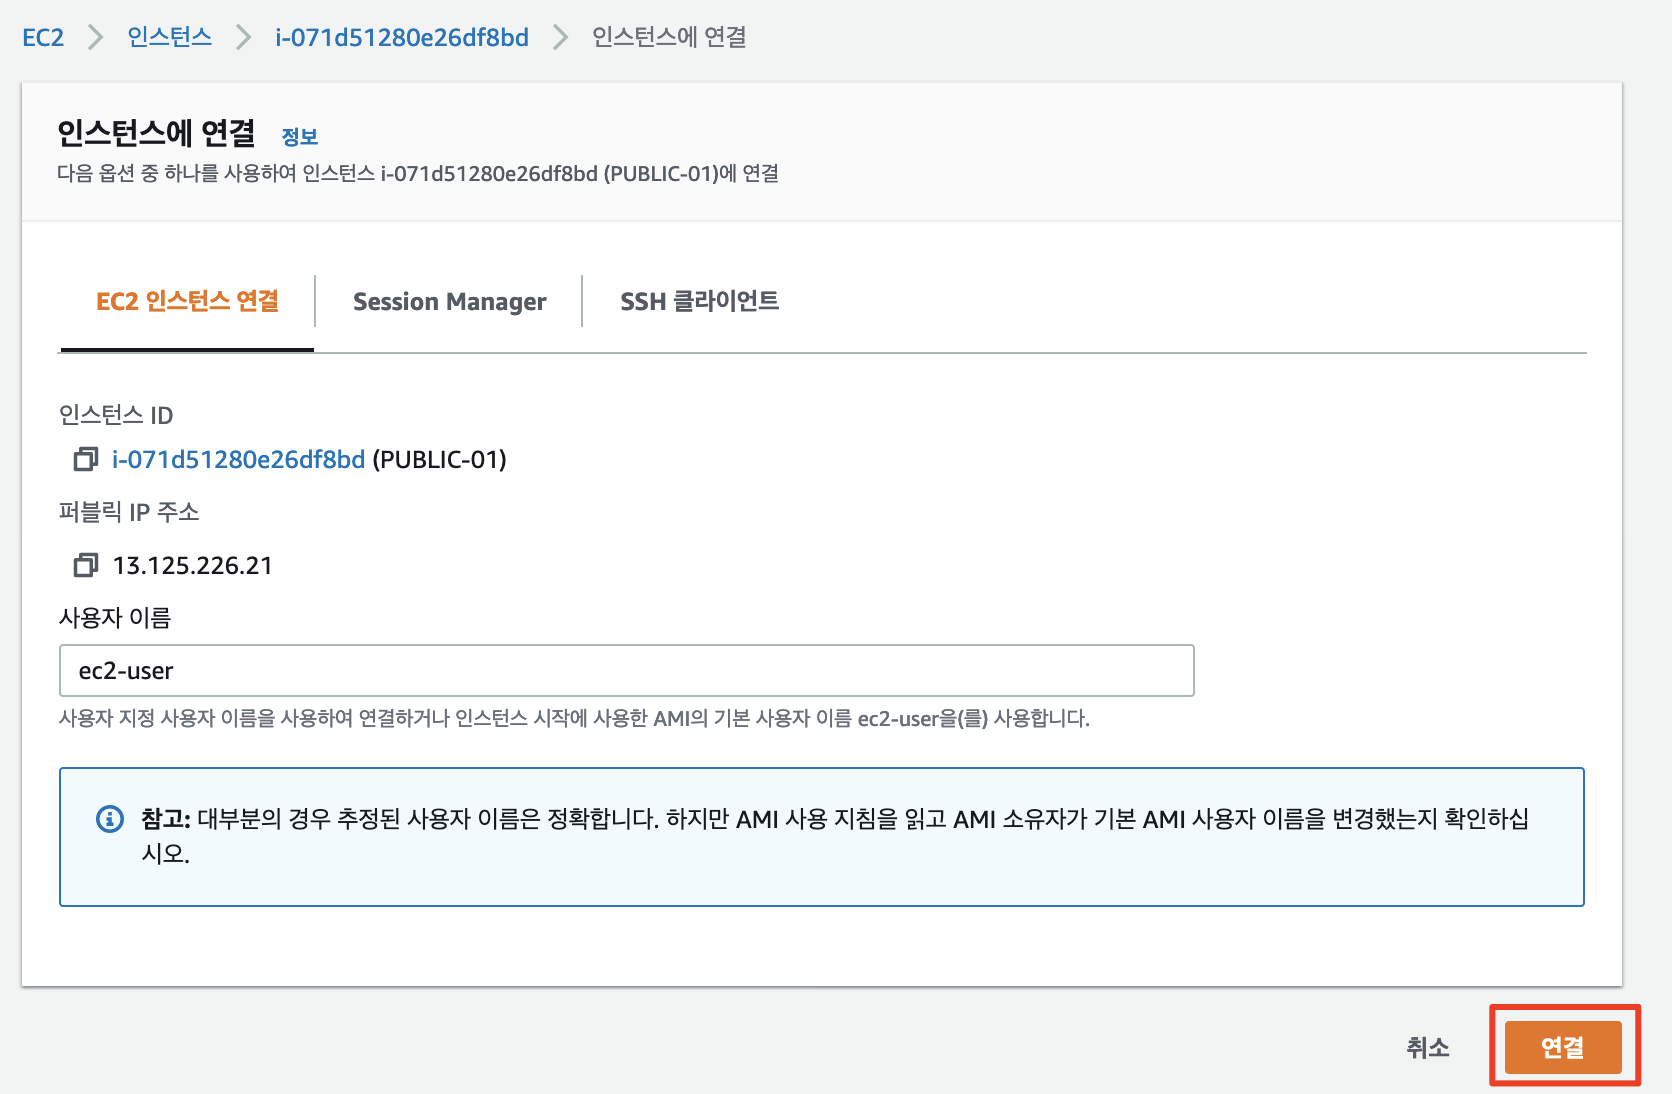 EC2 인스턴스 i-071d51280e26df8bd 인스턴스에 연결
인스턴스에 연결 정보
다음 옵션 중 하나를 사용하여 인스턴스 i-071d51280e26df8bd (PUBLIC-01)에 연결
EC2 인스턴스 연결 Session Manager SSH 클라이언트
인스턴스 ID
i-071d51280e26df8bd (PUBLIC-01)
퍼블릭 IP 주소
13.125.226.21
사용자 이름
ec2-user
사용자 지정 사용자 이름을 사용하여 연결하거나 인스턴스 시작에 사용한 AMI의 기본 사용자 이름 ec2-user을(를) 사용합니다.
참고: 대부분의 경우 추정된 사용자 이름은 정확합니다. 하지만 AMI 사용 지침을 읽고 AMI 소유자가 기본 AMI 사용자 이름을 변경했는지 확인하십
시오.
취소 연결